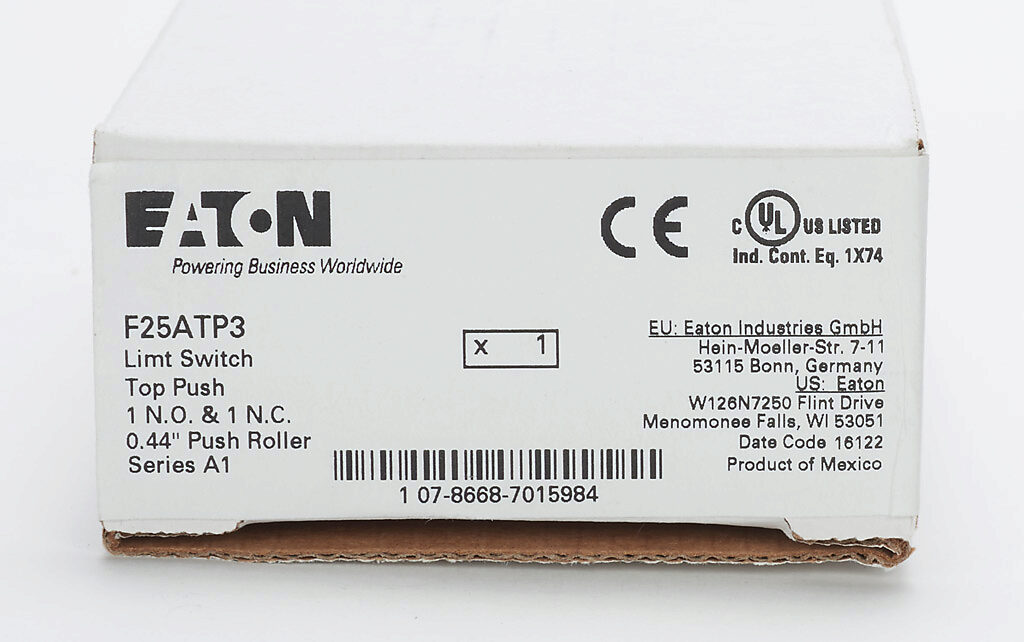 EATON
Powering Business Worldwide
CE
C UL US LISTED
Ind. Cont. Eq. 1X74
F25ATP3
Limt Switch
Top Push
1 N.O. & 1 N.C.
0.44" Push Roller
Series A1
X 1
EU: Eaton Industries GmbH
Hein-Moeller-Str. 7-11
53115 Bonn, Germany
US: Eaton
W126N7250 Flint Drive
Menomonee Falls, WI 53051
Date Code 16122
Product of Mexico
1 07-8668-7015984